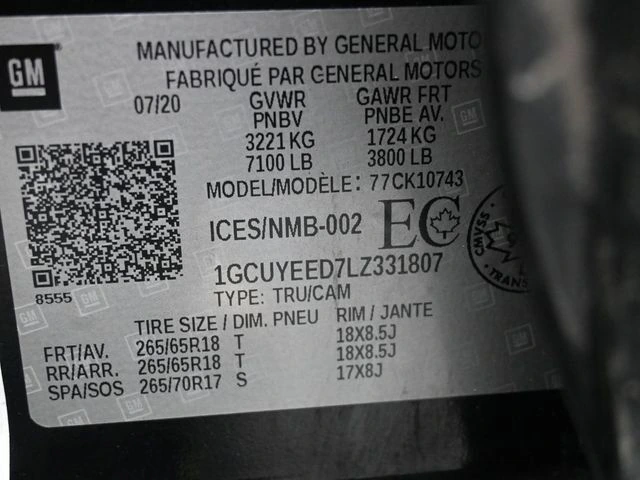 GM
MANUFACTURED BY GENERAL MOTO
FABRIQUÉ PAR GENERAL MOTORS
07/20 GVWR GAWR FRT
PNBV PNBE AV.
3221 KG 1724 KG
7100 LB 3800 LB
MODEL/MODÈLE: 77CK10743
ICES/NMB-002 EC
CMVSS
TRANS
1GCUYEED7LZ331807
8555
TYPE: TRU/CAM
TIRE SIZE / DIM. PNEU RIM / JANTE
FRT/AV. 265/65R18 T 18X8.5J
RR/ARR. 265/65R18 T 18X8.5J
SPA/SOS 265/70R17 S 17X8J